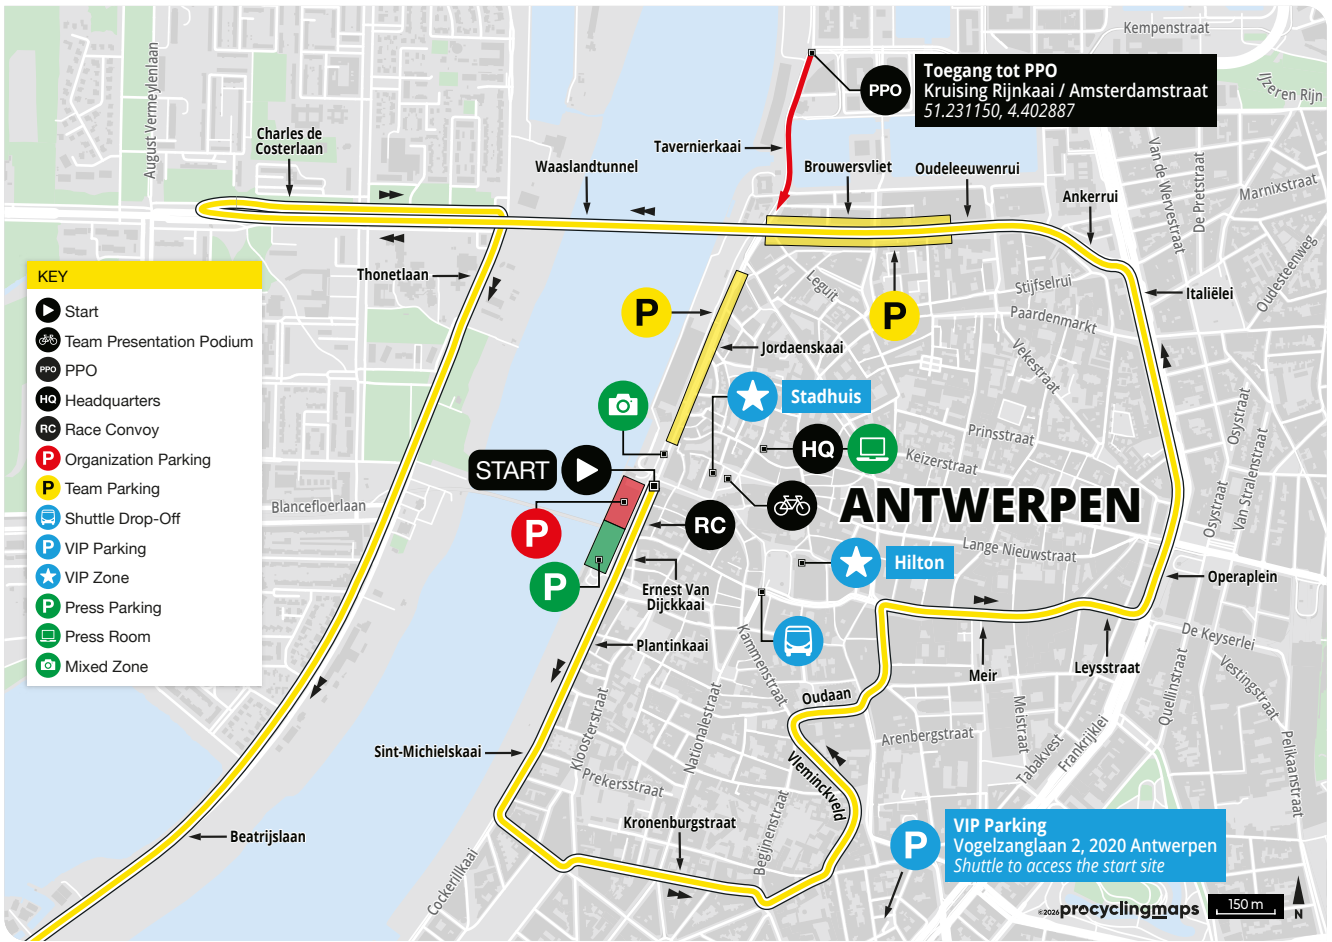 Kempenstraat
IJzeren Rijn
PPO
Toegang tot PPO
Kruising Rijnkaai / Amsterdamstraat
51.231150, 4.402887
August Vermeylenlaan
Charles de
Costerlaan
Tavernierkaai
Waaslandtunnel
Brouwersvliet
Oudeleeuwenrui
Ankerrui
Van de Wervestraat
De Pretstraat
Marnixstraat
Oudesteenweg
Thonetlaan
KEY
Start
Team Presentation Podium
PPO
PPO
HQ
Headquarters
RC
Race Convoy
P
Organization Parking
P
Team Parking
Shuttle Drop-Off
P
VIP Parking
VIP Zone
P
Press Parking
Press Room
Mixed Zone
Leguit
Stijfselrui
Italiëlei
P
P
Paardenmarkt
Jordaenskaai
Vekestraat
Stadhuis
Prinsstraat
Osystraat
HQ
Keizerstraat
START
ANTWERPEN
Blancefloerlaan
RC
Osystraat
Van Stralenstraat
P
Lange Nieuwstraat
Hilton
P
Operaplein
Ernest Van
Dijckkaai
Plantinkaai
Kammenstraat
De Keyserlei
Leysstraat
Meir
Vestingstraat
Quellinstraat
Oudaan
Kloosterstraat
Nationalestraat
Sint-Michielskaai
Arenbergstraat
Meistraat
Tabakvest
Frankrijklei
Pelikaanstraat
Prekersstraat
Vleminckveld
Beatrijslaan
Kronenburgstraat
Begijnenstraat
Cockerillkaai
P
VIP Parking
Vogelzanglaan 2, 2020 Antwerpen
Shuttle to access the start site
©2026 procyclingmaps
150 m
N